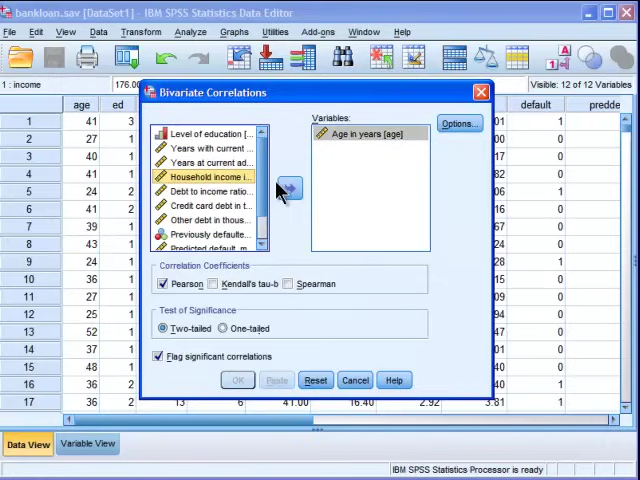 bankloan.sav [DataSet1] - IBM SPSS Statistics Data Editor
File Edit View Data Transform Analyze Graphs Utilities Add-ons Window Help
1 : income 176.00 Visible: 12 of 12 Variables
age ed default predde
1 41 3 1
2 27 1 0
3 40 1 0
4 41 1 0
5 24 2 1
6 41 2 0
7 39 1 0
8 43 1 0
9 24 1 1
10 36 1 0
11 27 1 0
12 25 1 0
13 52 1 0
14 37 1 0
15 48 1 0
16 36 2 1
17 36 2 13 6 41.00 16.40 2.92 3.81 0
Bivariate Correlations
Variables:
Level of education [...
Years with current ...
Years at current ad...
Household income i...
Debt to income ratio...
Credit card debt in t...
Other debt in thous...
Previously defaulte...
Predicted default, m...
Age in years [age]
Options...
Correlation Coefficients
Pearson Kendall's tau-b Spearman
Test of Significance
Two-tailed One-tailed
Flag significant correlations
OK Paste Reset Cancel Help
Data View Variable View
IBM SPSS Statistics Processor is ready